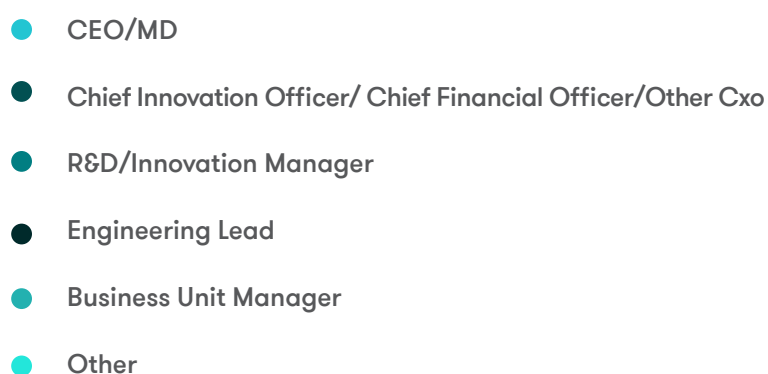 CEO/MD
Chief Innovation Officer/ Chief Financial Officer/Other Cxo
R&D/Innovation Manager
Engineering Lead
Business Unit Manager
Other